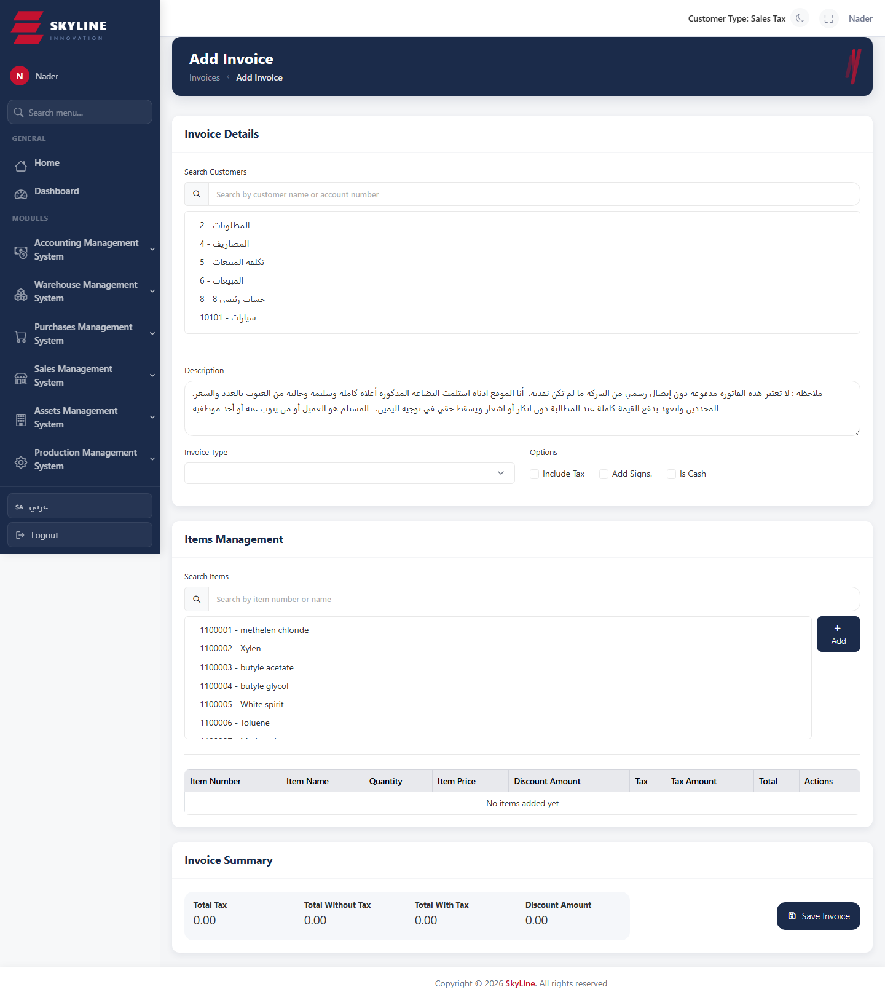 SKYLINE
INNOVATION
N Nader
Search menu...
GENERAL
Home
Dashboard
MODULES
Accounting Management
System
Warehouse Management
System
Purchases Management
System
Sales Management
System
Assets Management
System
Production Management
System
SA عربي
Logout
Customer Type: Sales Tax
Nader
Add Invoice
Invoices Add Invoice
Invoice Details
Search Customers
Search by customer name or account number
2 - المطلوبات
4 - المصاريف
5 - تكلفة المبيعات
6 - المبيعات
8 - حساب رئيسي 8
10101 - سيارات
Description
ملاحظة : لا تعتبر هذه الفاتورة مدفوعة دون إيصال رسمي من الشركة ما لم تكن نقدية. أنا الموقع ادناه استلمت البضاعة المذكورة أعلاه كاملة وسليمة وخالية من العيوب بالعدد والسعر.
المحددين واتعهد بدفع القيمة كاملة عند المطالبة دون انكار أو اشعار ويسقط حقي في توجيه اليمين. المستلم هو العميل أو من ينوب عنه أو أحد موظفيه
Invoice Type
Options
Include Tax
Add Signs.
Is Cash
Items Management
Search Items
Search by item number or name
1100001 - methelen chloride
1100002 - Xylen
1100003 - butyle acetate
1100004 - butyle glycol
1100005 - White spirit
1100006 - Toluene
+ Add
Item Number Item Name Quantity Item Price Discount Amount Tax Tax Amount Total Actions
No items added yet
Invoice Summary
Total Tax Total Without Tax Total With Tax Discount Amount
0.00 0.00 0.00 0.00
Save Invoice
Copyright © 2026 SkyLine. All rights reserved